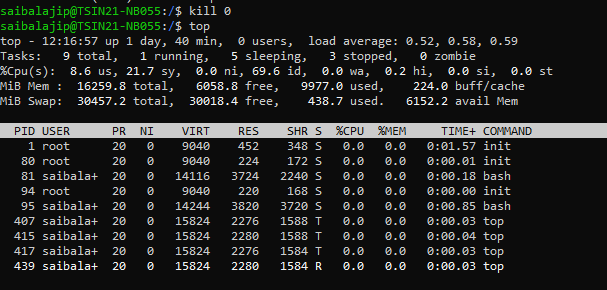 saibalajip@TSIN21-NB055:/$ kill 0
saibalajip@TSIN21-NB055:/$ top
top - 12:16:57 up 1 day, 40 min,  0 users,  load average: 0.52, 0.58, 0.59
Tasks:   9 total,   1 running,   5 sleeping,   3 stopped,   0 zombie
%Cpu(s):  8.6 us, 21.7 sy,  0.0 ni, 69.6 id,  0.0 wa,  0.2 hi,  0.0 si,  0.0 st
MiB Mem :  16259.8 total,   6058.8 free,   9977.0 used,    224.0 buff/cache
MiB Swap:  30457.2 total,  30018.4 free,    438.7 used.   6152.2 avail Mem
PID USER      PR  NI    VIRT    RES    SHR S  %CPU  %MEM     TIME+ COMMAND
1 root      20   0    9040    452    348 S   0.0   0.0   0:01.57 init
80 root      20   0    9040    224    172 S   0.0   0.0   0:00.01 init
81 saibala+  20   0   14116   3724   2240 S   0.0   0.0   0:00.18 bash
94 root      20   0    9040    220    168 S   0.0   0.0   0:00.00 init
95 saibala+  20   0   14244   3820   3720 S   0.0   0.0   0:00.85 bash
407 saibala+  20   0   15824   2276   1588 T   0.0   0.0   0:00.03 top
415 saibala+  20   0   15824   2280   1588 T   0.0   0.0   0:00.04 top
417 saibala+  20   0   15824   2276   1584 T   0.0   0.0   0:00.03 top
439 saibala+  20   0   15824   2280   1584 R   0.0   0.0   0:00.03 top